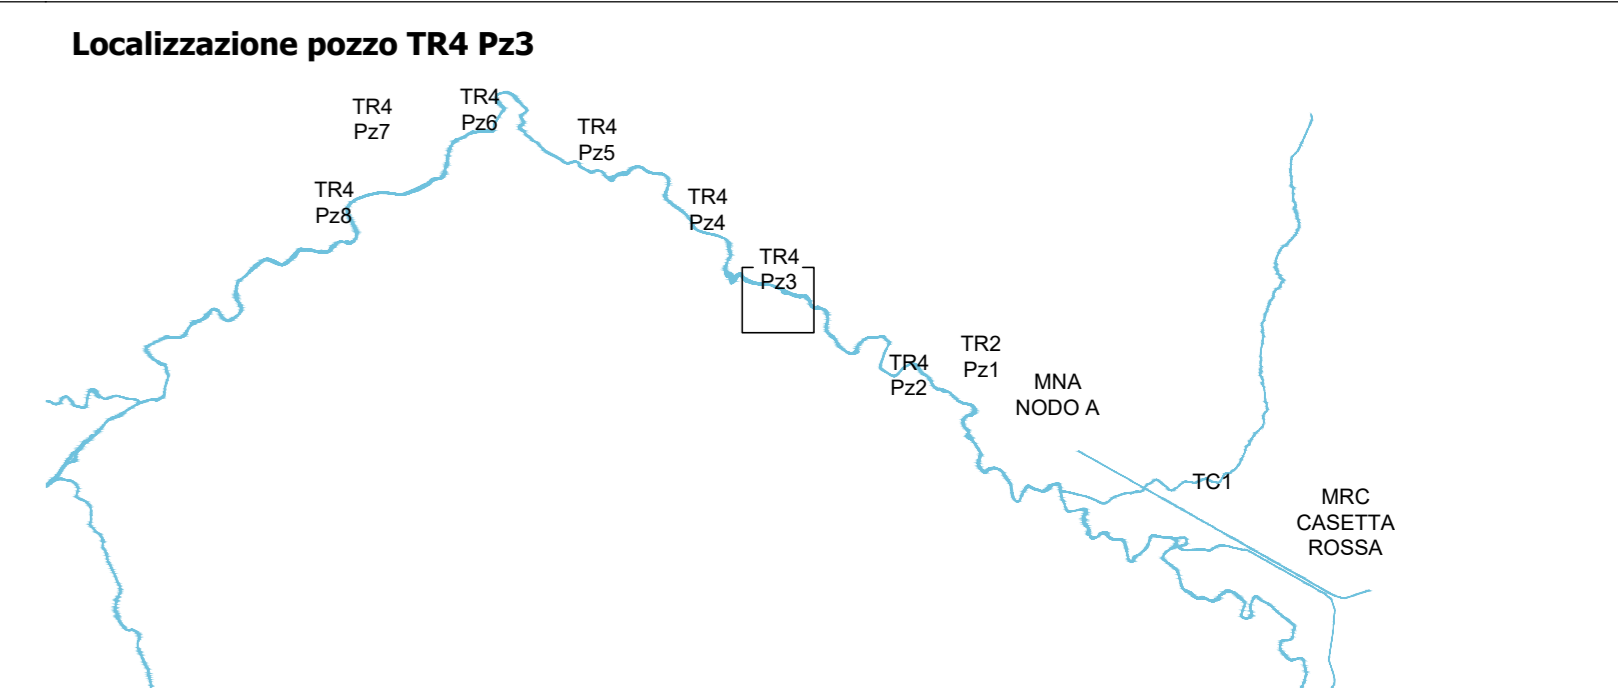 Localizzazione pozzo TR4 Pz3
TR4
Pz7
TR4
Pz6
TR4
Pz5
TR4
Pz8
TR4
Pz4
TR4
Pz3
TR4
Pz2
TR2
Pz1
MNA
NODO A
TC1
MRC
CASETTA
ROSSA